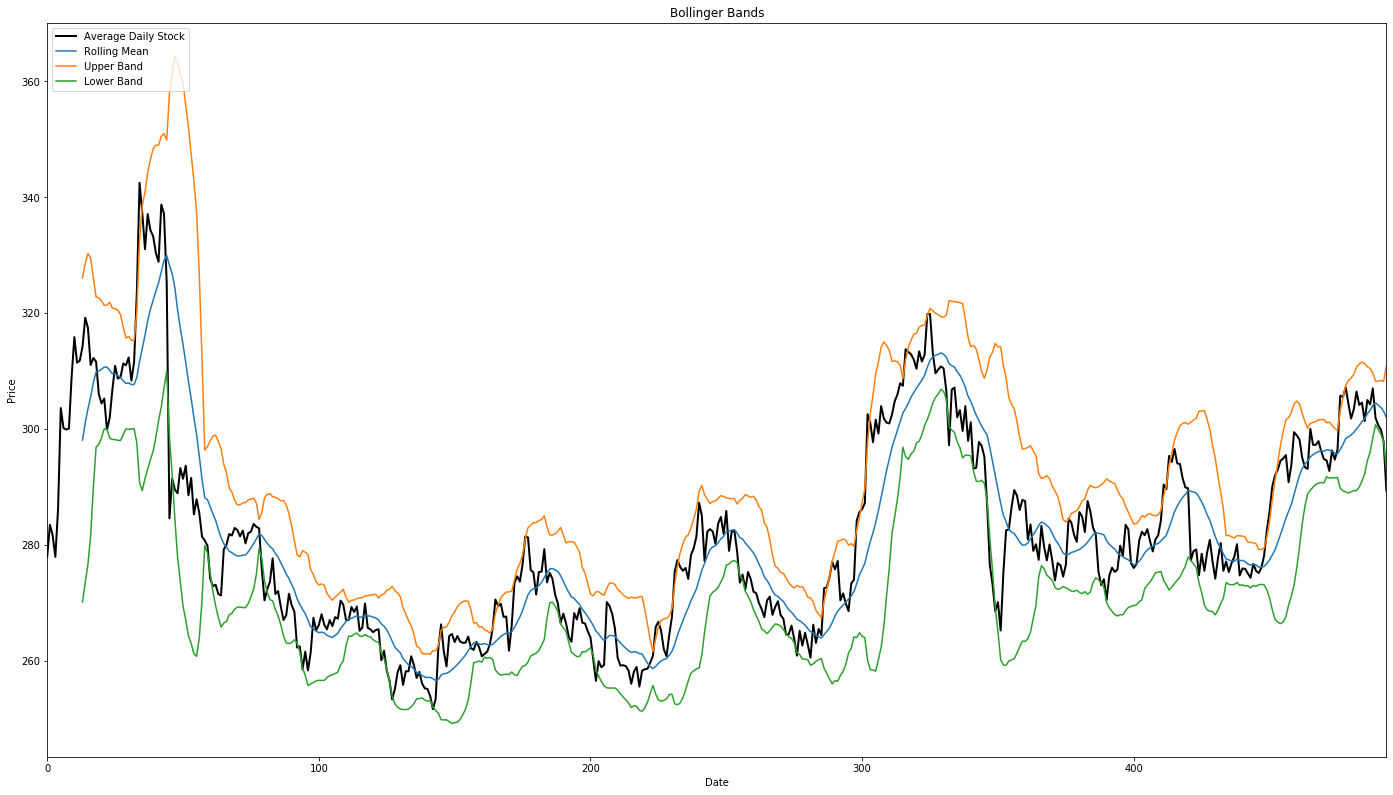 Bollinger Bands
Average Daily Stock
Rolling Mean
Upper Band
Lower Band
360
340
320
300
280
260
Price
0 100 200 300 400
Date